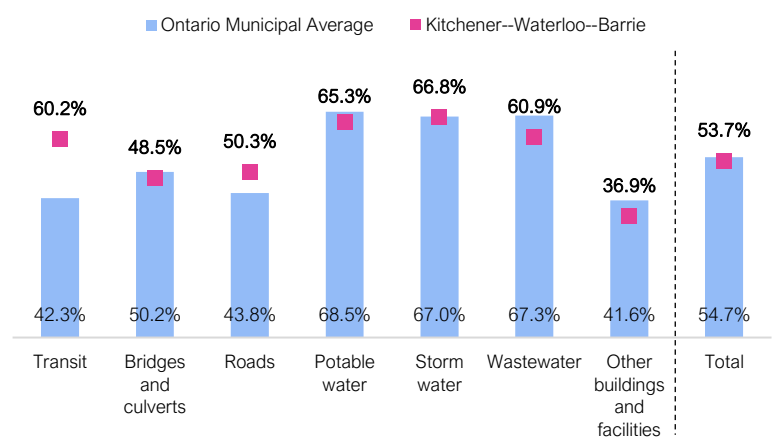 Ontario Municipal Average
Kitchener--Waterloo--Barrie
60.2%
48.5%
50.3%
65.3%
66.8%
60.9%
36.9%
53.7%
42.3%
50.2%
43.8%
68.5%
67.0%
67.3%
41.6%
54.7%
Transit
Bridges
and
culverts
Roads
Potable
water
Storm
water
Wastewater
Other
buildings
and
facilities
Total